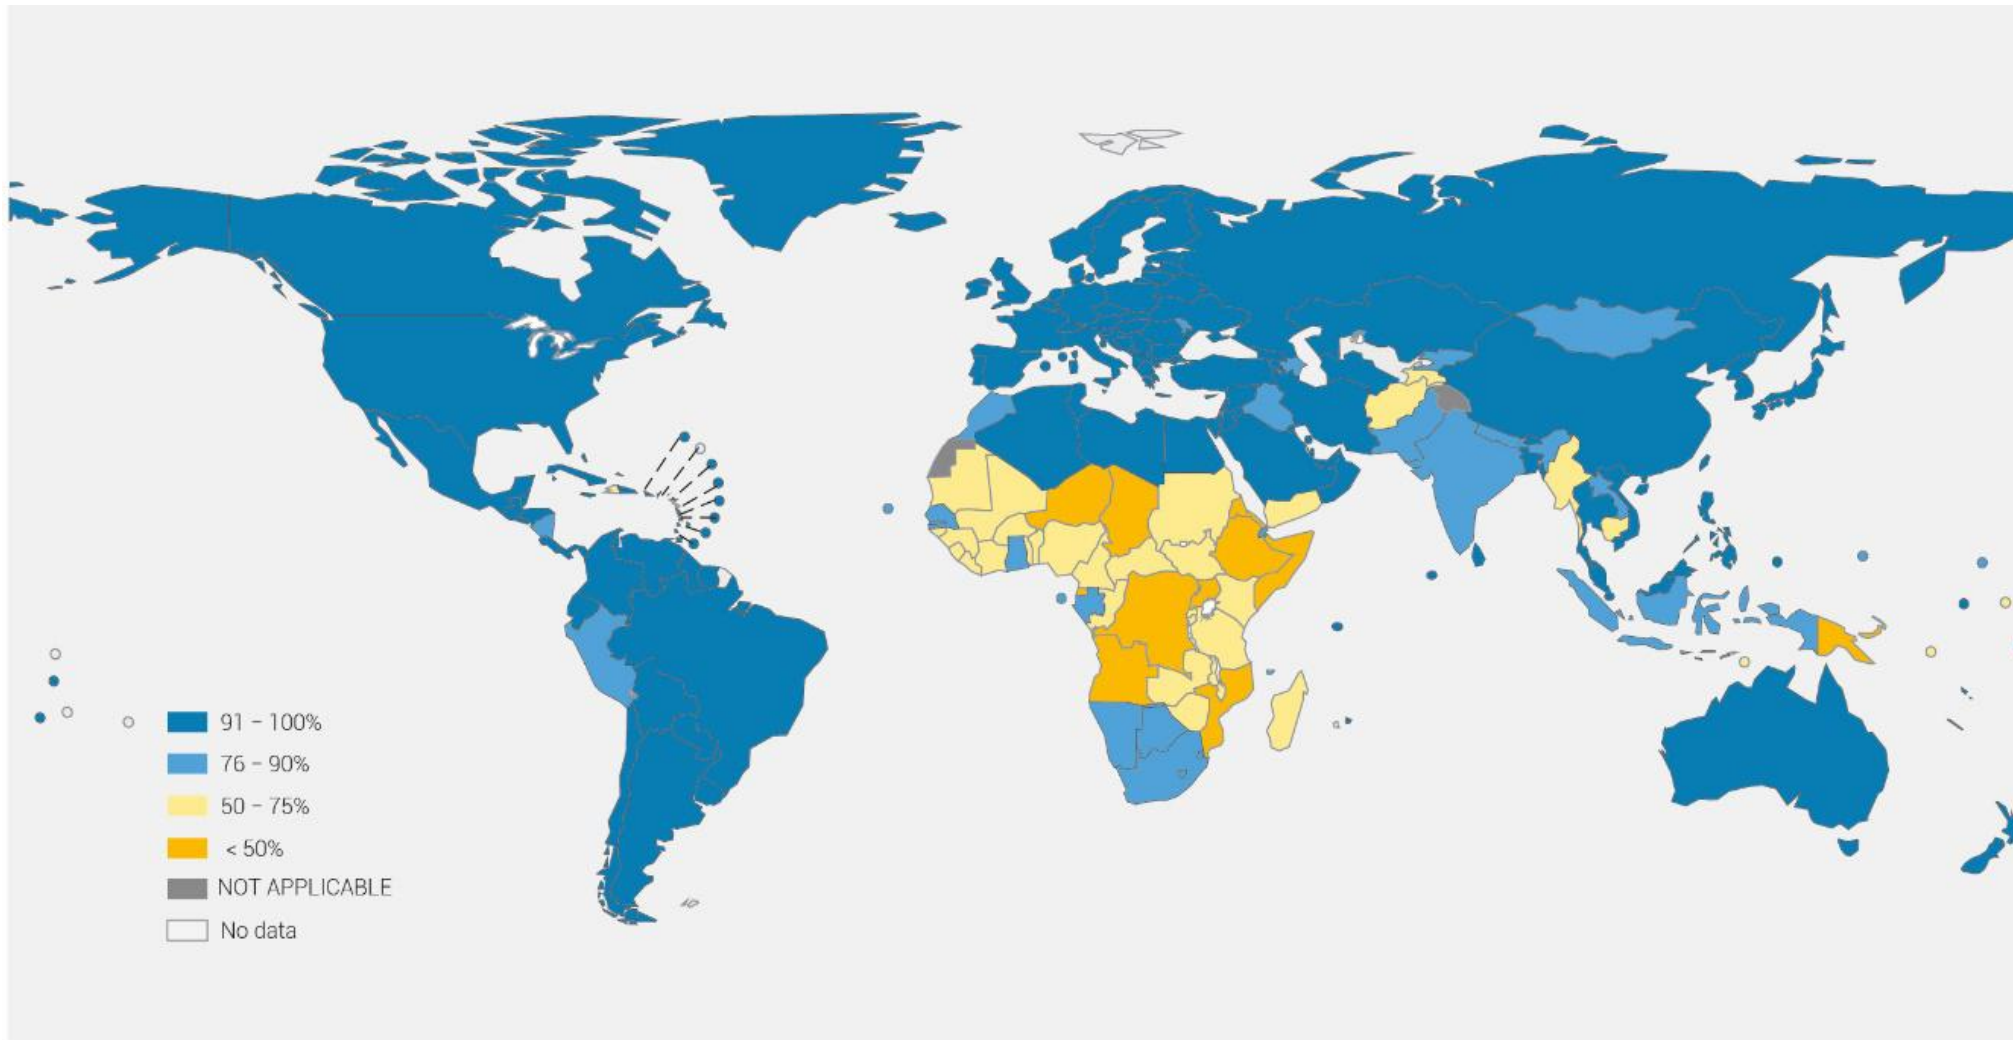 91 – 100%
76 – 90%
50 – 75%
< 50%
NOT APPLICABLE
No data